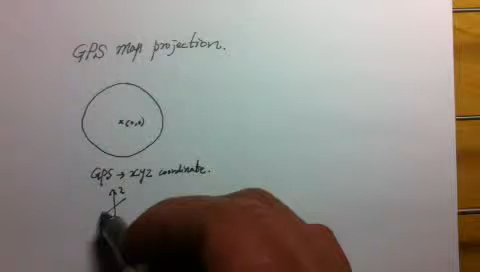 GPS map projection.
x(0,0)
GPS → xyz coordinate.
z